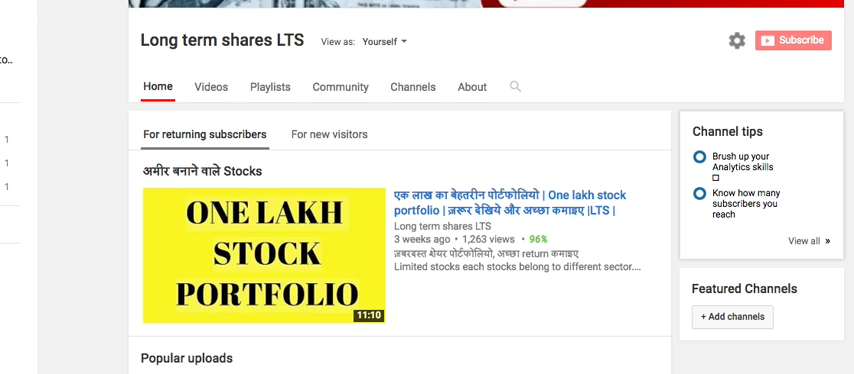 Long term shares LTS
View as: Yourself
Subscribe
Home
Videos
Playlists
Community
Channels
About
to..
1
1
1
For returning subscribers
For new visitors
अमीर बनाने वाले Stocks
ONE LAKH
STOCK
PORTFOLIO
11:10
एक लाख का बेहतरीन पोर्टफोलियो | One lakh stock
portfolio | ज़रूर देखिये और अच्छा कमाइए |LTS |
Long term shares LTS
3 weeks ago • 1,263 views • 96%
ज़बरदस्त शेयर पोर्टफोलियो, अच्छा return कमाइए
Limited stocks each stocks belong to different sector....
Popular uploads
Channel tips
Brush up your
Analytics skills
Know how many
subscribers you
reach
View all »
Featured Channels
+ Add channels